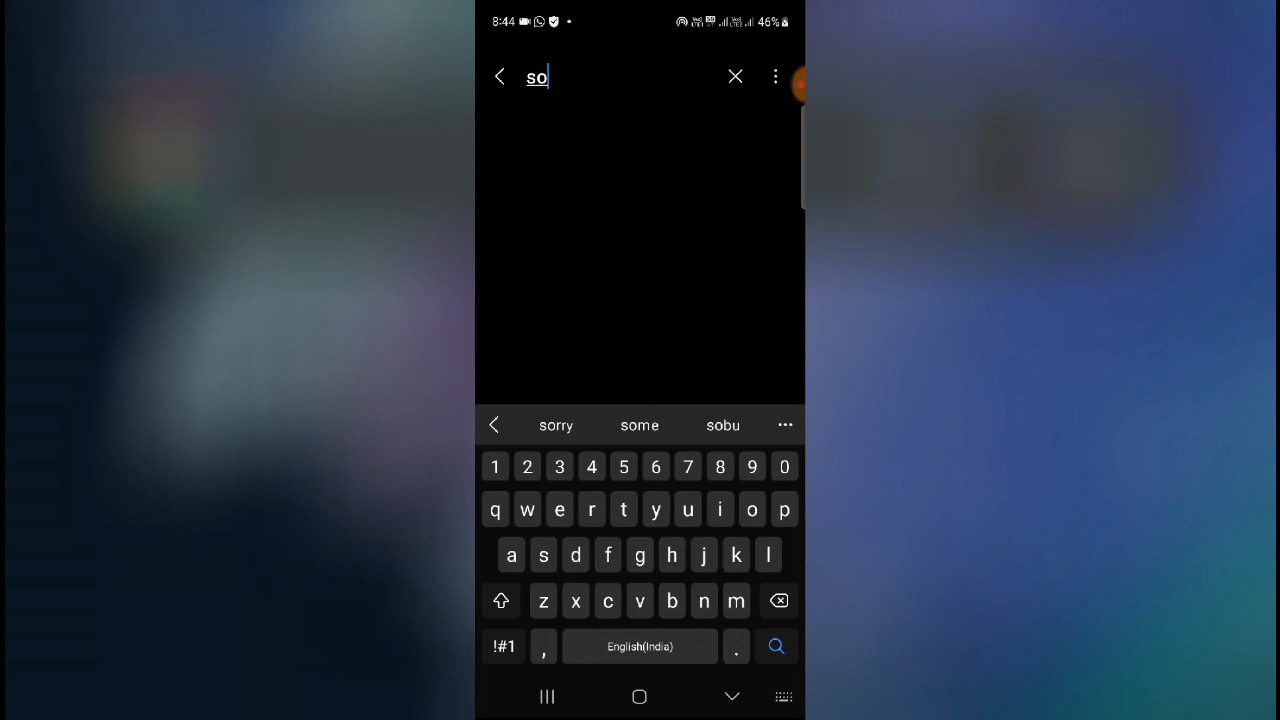 8:44 46%
so
sorry some sobu
1 2 3 4 5 6 7 8 9 0
q w e r t y u i o p
a s d f g h j k l
z x c v b n m
!#1 , English(India) .